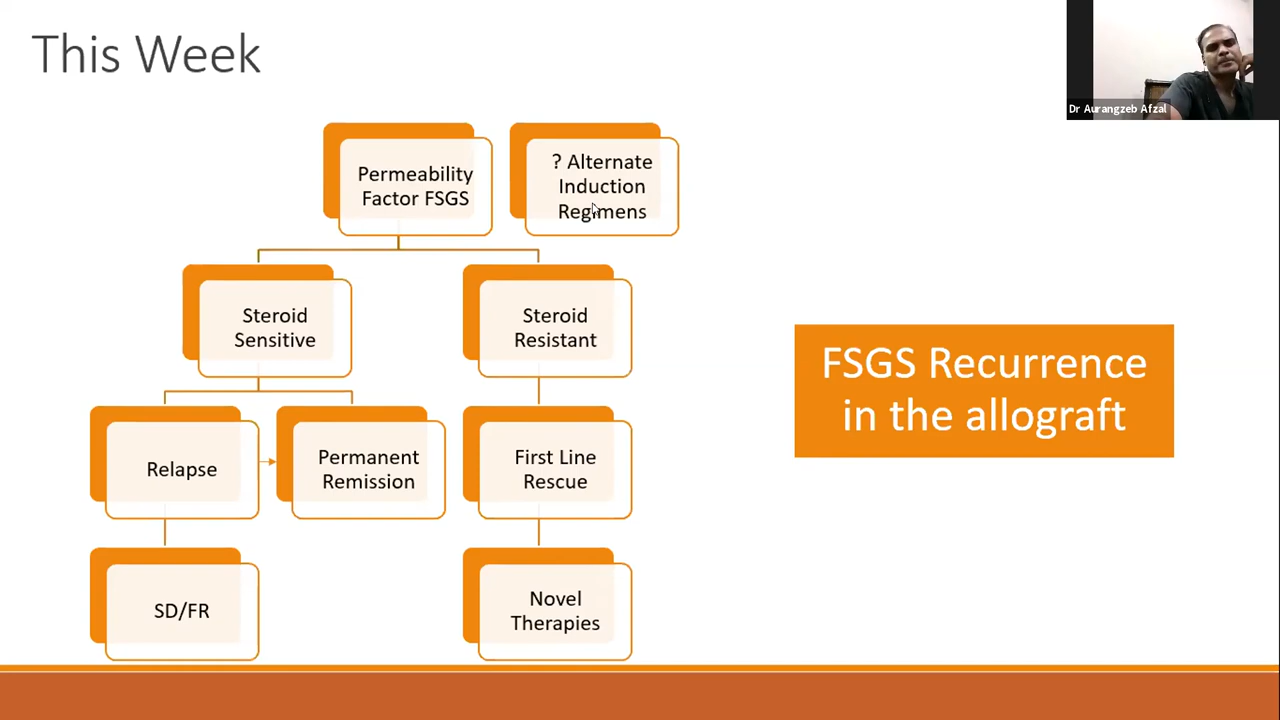 This Week
Dr Aurangzeb Afzal
Permeability
Factor FSGS
? Alternate
Induction
Regimens
Steroid
Sensitive
Steroid
Resistant
FSGS Recurrence
in the allograft
Relapse
Permanent
Remission
First Line
Rescue
SD/FR
Novel
Therapies